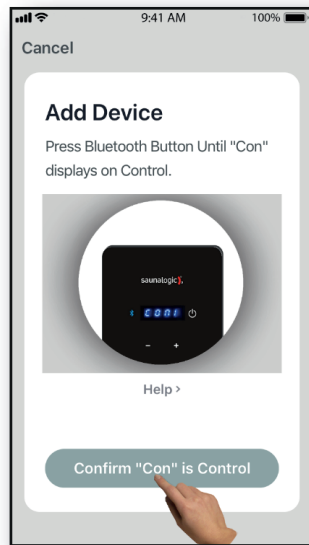 9:41 AM
100%
Cancel
Add Device
Press Bluetooth Button Until "Con"
displays on Control.
saunalogic
CON1
− +
Help >
Confirm "Con" is Control